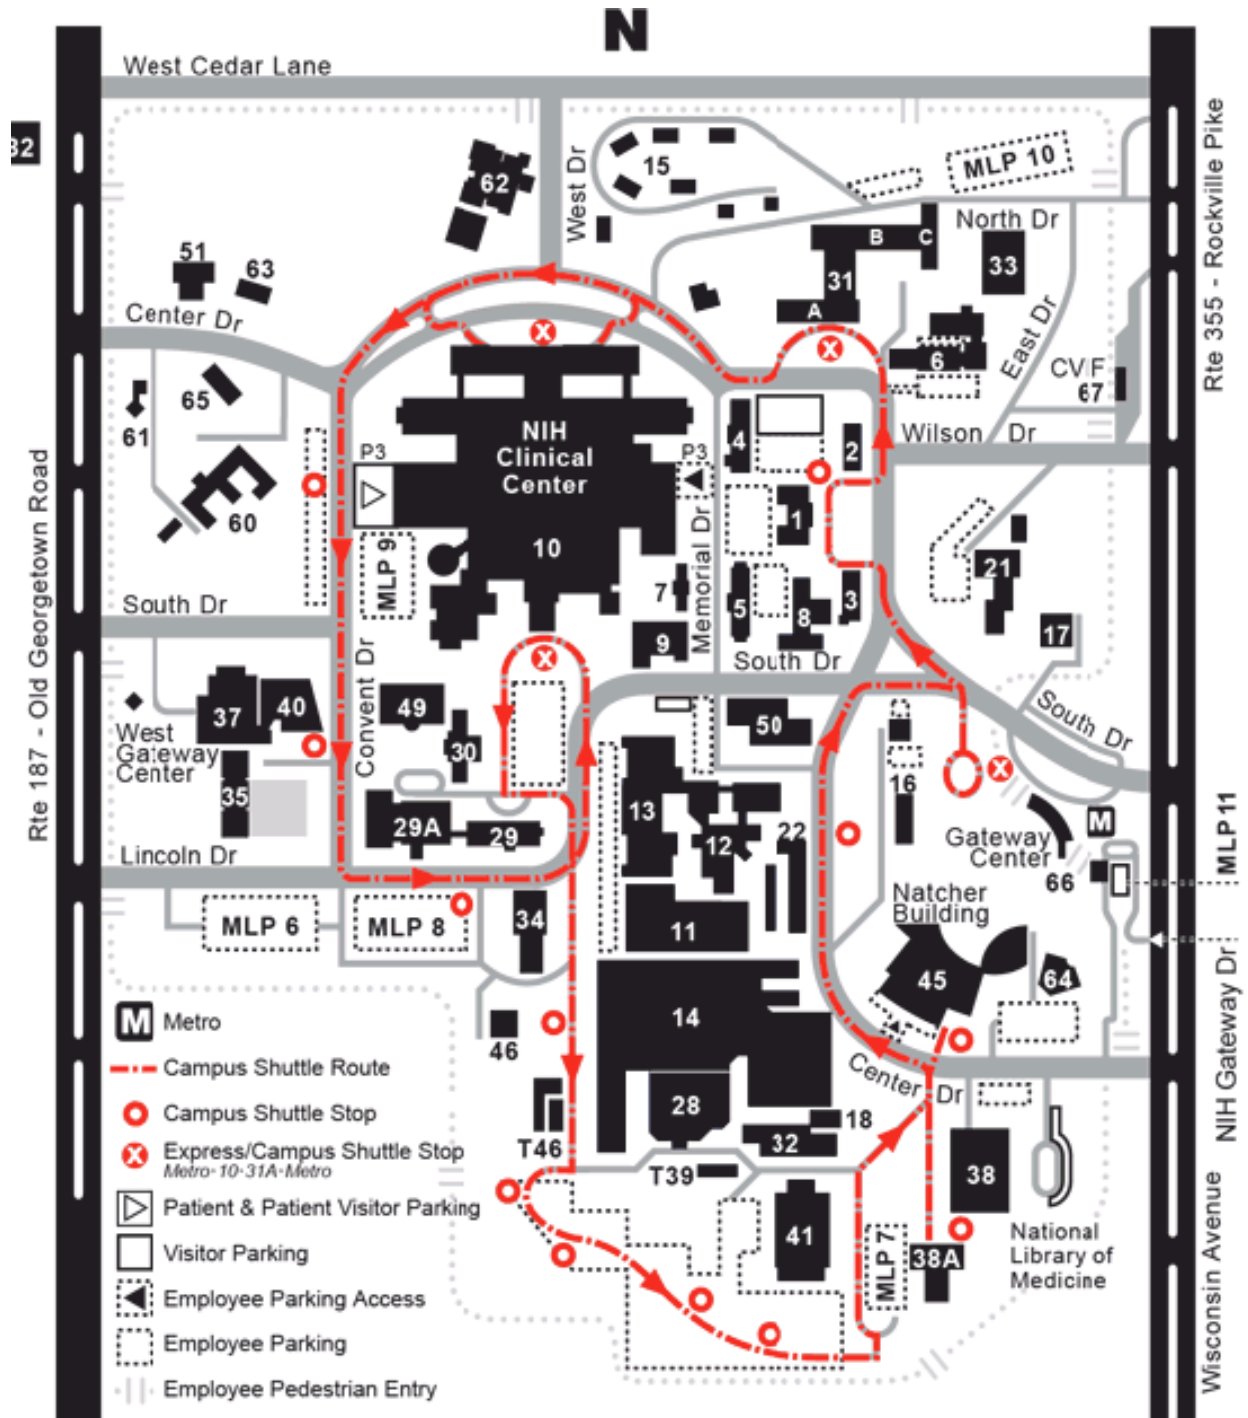 N
West Cedar Lane
32
West Dr
15
MLP 10
62
North Dr
B
C
33
31
A
51
63
Center Dr
Rte 355 - Rockville Pike
East Dr
6
CVIF
67
65
61
NIH
Clinical
Center
P3
P3
4
2
Wilson Dr
60
10
1
MLP 9
Memorial Dr
7
21
South Dr
5
8
3
9
17
South Dr
South Dr
Rte 187 - Old Georgetown Road
Convent Dr
37
40
49
50
West
Gateway
Center
30
16
35
13
M
MLP11
29A
29
12
22
Gateway
Center
66
Lincoln Dr
Natcher
Building
MLP 6
MLP 8
34
11
45
64
14
46
NIH Gateway Dr
Center Dr
28
18
32
T46
T39
38
41
MLP 7
38A
National
Library of
Medicine
Wisconsin Avenue
M Metro
Campus Shuttle Route
Campus Shuttle Stop
X Express/Campus Shuttle Stop
Metro-10-31A-Metro
Patient & Patient Visitor Parking
Visitor Parking
Employee Parking Access
Employee Parking
Employee Pedestrian Entry